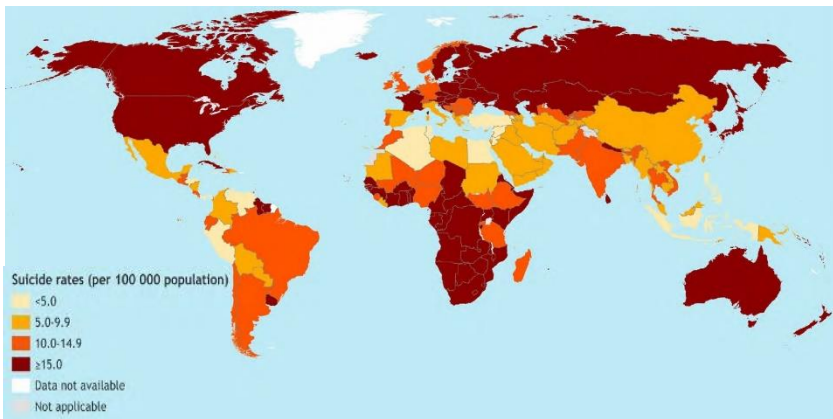 Suicide rates (per 100 000 population)
<5.0
5.0-9.9
10.0-14.9
≥15.0
Data not available
Not applicable